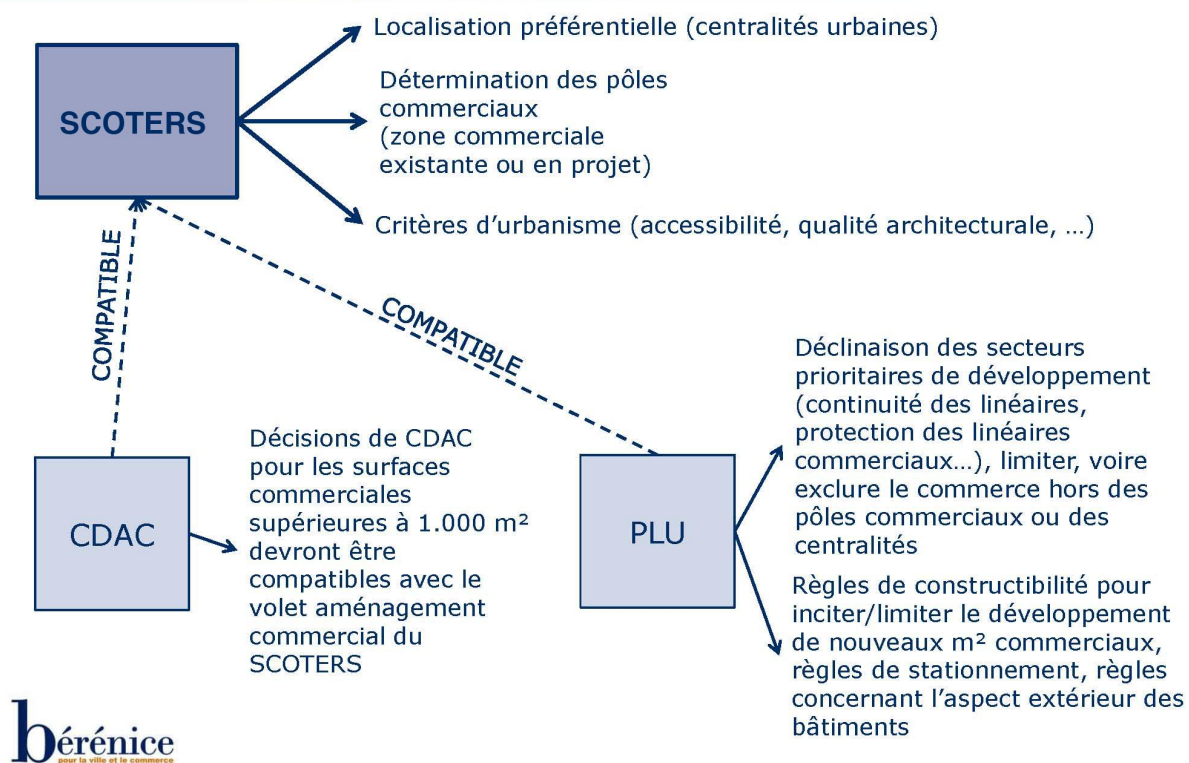 Localisation préférentielle (centralités urbaines)
SCOTERS
Détermination des pôles
commerciaux
(zone commerciale
existante ou en projet)
Critères d’urbanisme (accessibilité, qualité architecturale, …)
COMPATIBLE
COMPATIBLE
CDAC
Décisions de CDAC
pour les surfaces
commerciales
supérieures à 1.000 m²
devront être
compatibles avec le
volet aménagement
commercial du
SCOTERS
PLU
Déclinaison des secteurs
prioritaires de développement
(continuité des linéaires,
protection des linéaires
commerciaux…), limiter, voire
exclure le commerce hors des
pôles commerciaux ou des
centralités
Règles de constructibilité pour
inciter/limiter le développement
de nouveaux m² commerciaux,
règles de stationnement, règles
concernant l’aspect extérieur des
bâtiments
bérénice
pour la ville et le commerce